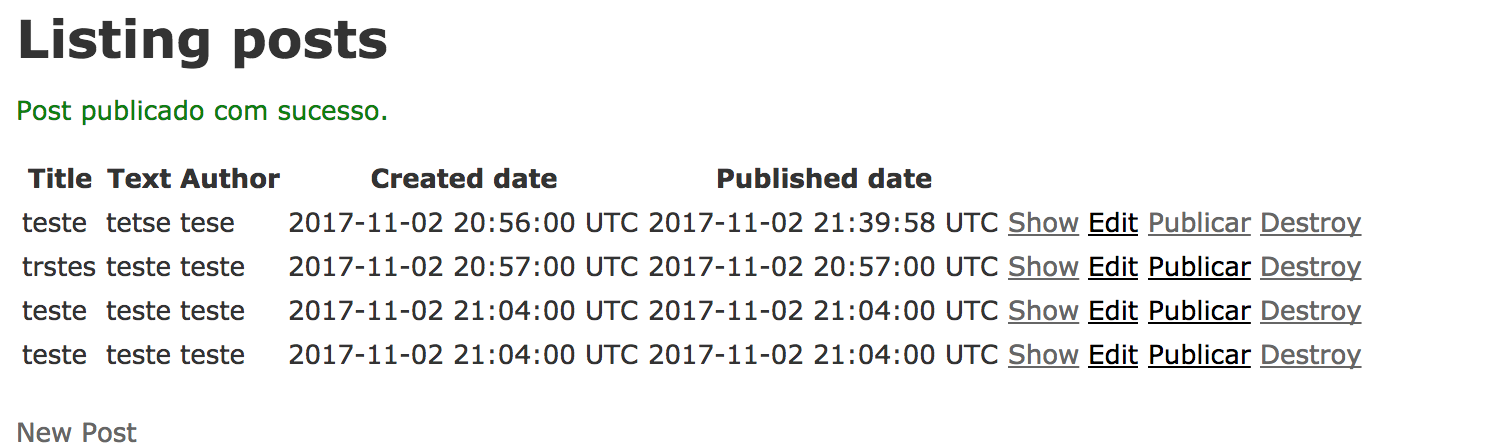 Listing posts
Post publicado com sucesso.
Title Text Author Created date Published date
teste tetse tese 2017-11-02 20:56:00 UTC 2017-11-02 21:39:58 UTC Show Edit Publicar Destroy
trstes teste teste 2017-11-02 20:57:00 UTC 2017-11-02 20:57:00 UTC Show Edit Publicar Destroy
teste teste teste 2017-11-02 21:04:00 UTC 2017-11-02 21:04:00 UTC Show Edit Publicar Destroy
teste teste teste 2017-11-02 21:04:00 UTC 2017-11-02 21:04:00 UTC Show Edit Publicar Destroy
New Post